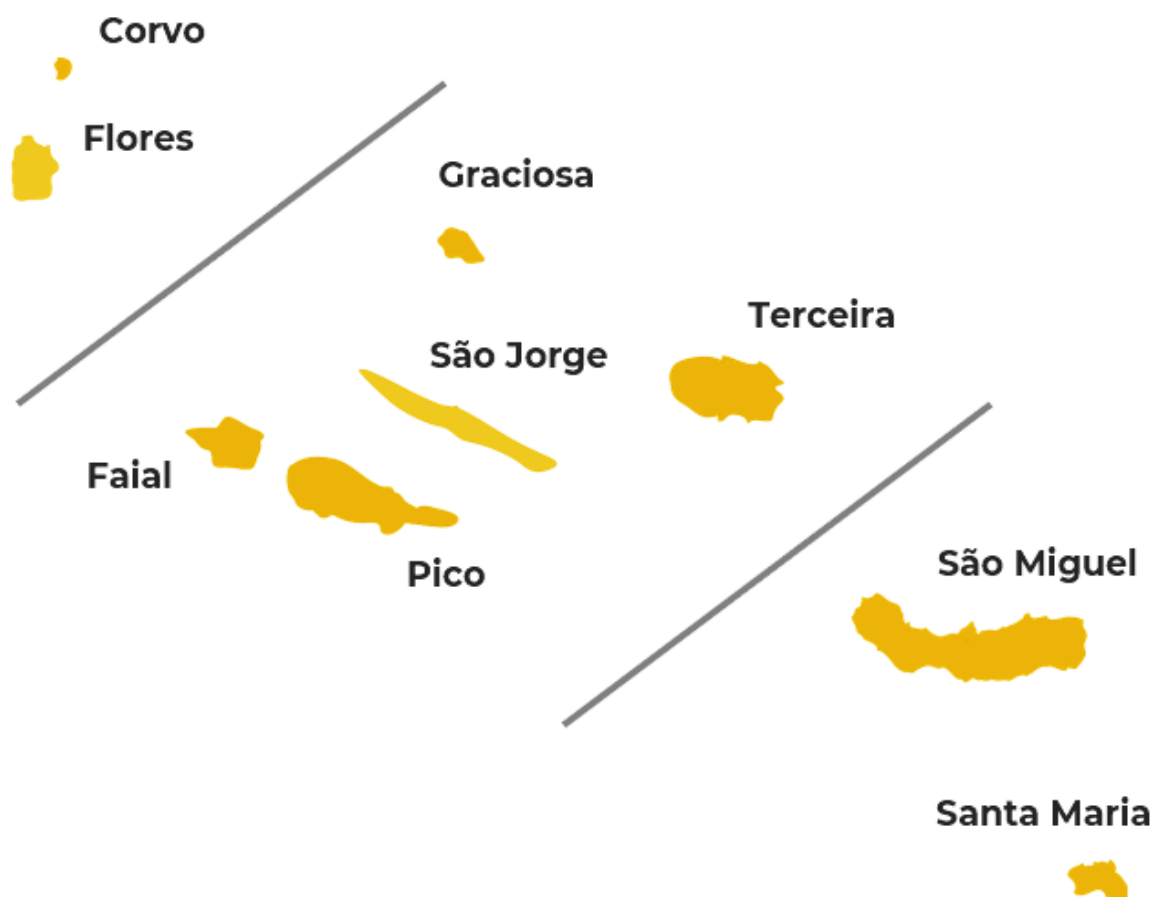 Corvo
Flores
Graciosa
Terceira
São Jorge
Faial
Pico
São Miguel
Santa Maria